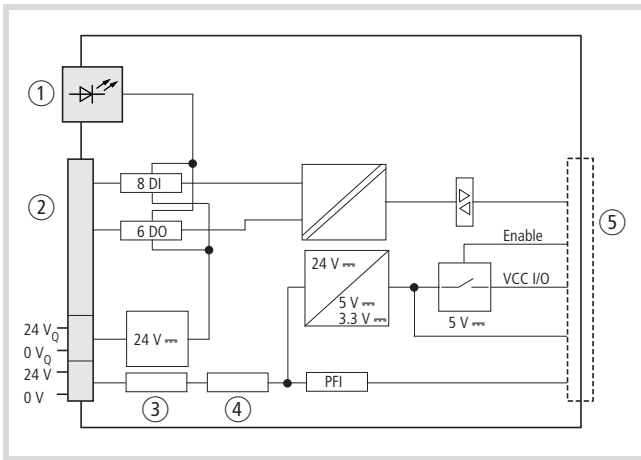 ①
8 DI
②
6 DO
⑤
Enable
24 V ⎓
VCC I/O
5 V ⎓
3.3 V ⎓
5 V ⎓
24 V_Q
24 V ⎓
0 V_Q
24 V
PFI
0 V
③
④